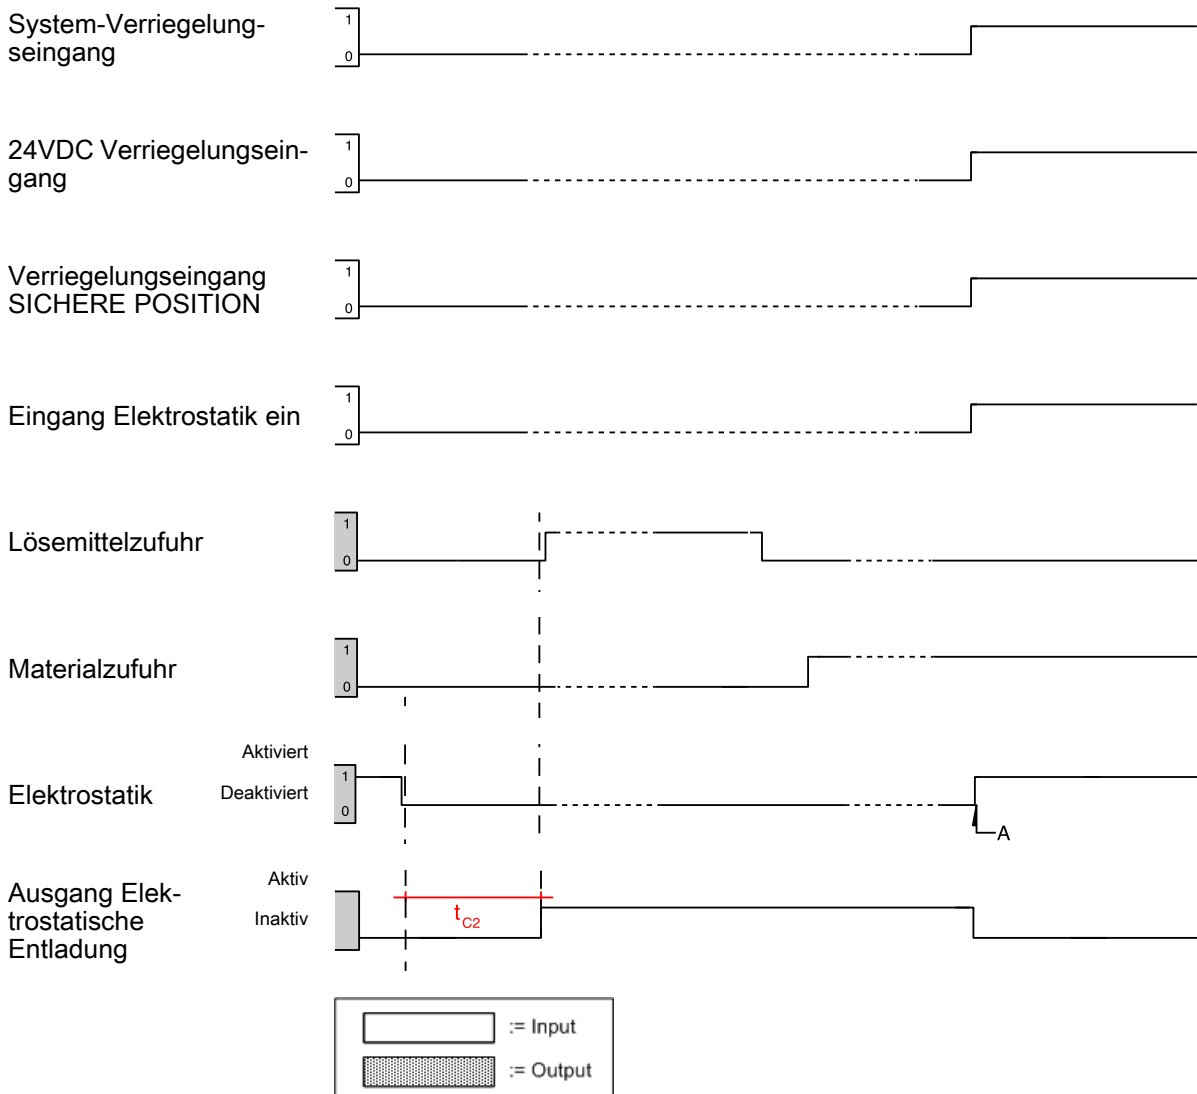 System-Verriegelung-
seingang
1
0
24VDC Verriegelungsein-
gang
1
0
Verriegelungseingang
SICHERE POSITION
1
0
Eingang Elektrostatik ein
1
0
Lösemittelzufuhr
1
0
Materialzufuhr
1
0
Elektrostatik
Aktiviert
Deaktiviert
1
0
A
Ausgang Elek-
trostatische
Entladung
Aktiv
Inaktiv
tC2
:= Input
:= Output